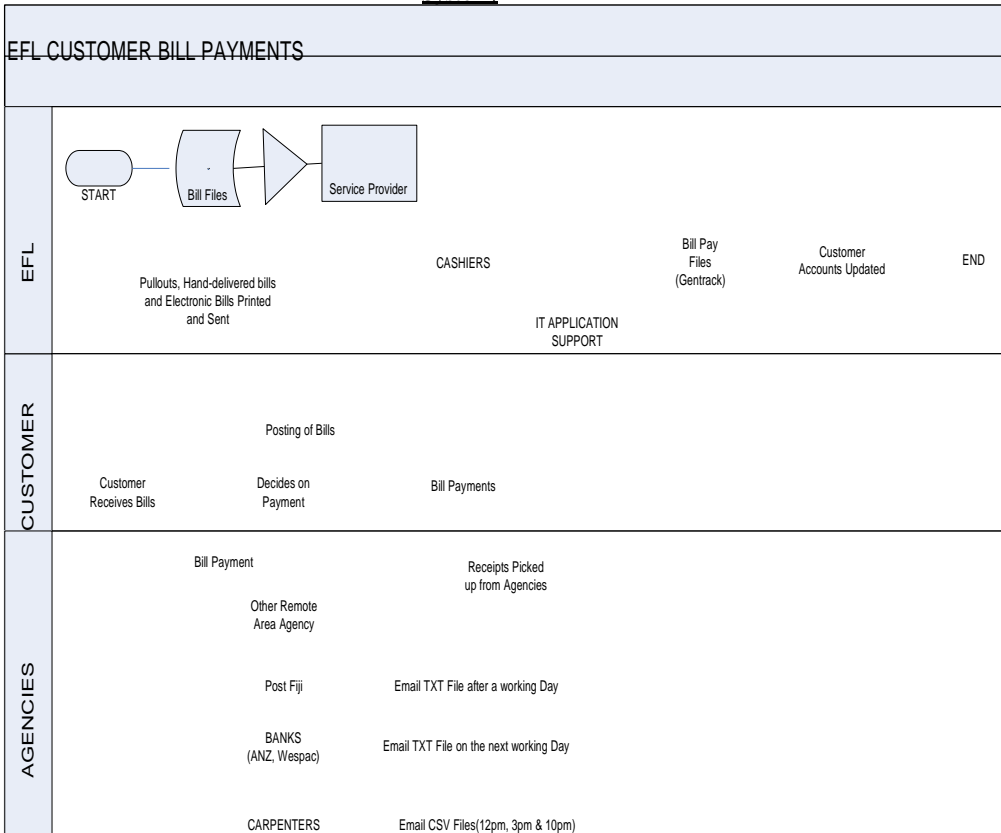 EFL CUSTOMER BILL PAYMENTS
EFL
START
Bill Files
Service Provider
Pullouts, Hand-delivered bills
and Electronic Bills Printed
and Sent
CASHIERS
IT APPLICATION
SUPPORT
Bill Pay
Files
(Gentrack)
Customer
Accounts Updated
END
CUSTOMER
Posting of Bills
Customer
Receives Bills
Decides on
Payment
Bill Payments
AGENCIES
Bill Payment
Receipts Picked
up from Agencies
Other Remote
Area Agency
Post Fiji
Email TXT File after a working Day
BANKS
(ANZ, Wespac)
Email TXT File on the next working Day
CARPENTERS
Email CSV Files(12pm, 3pm & 10pm)